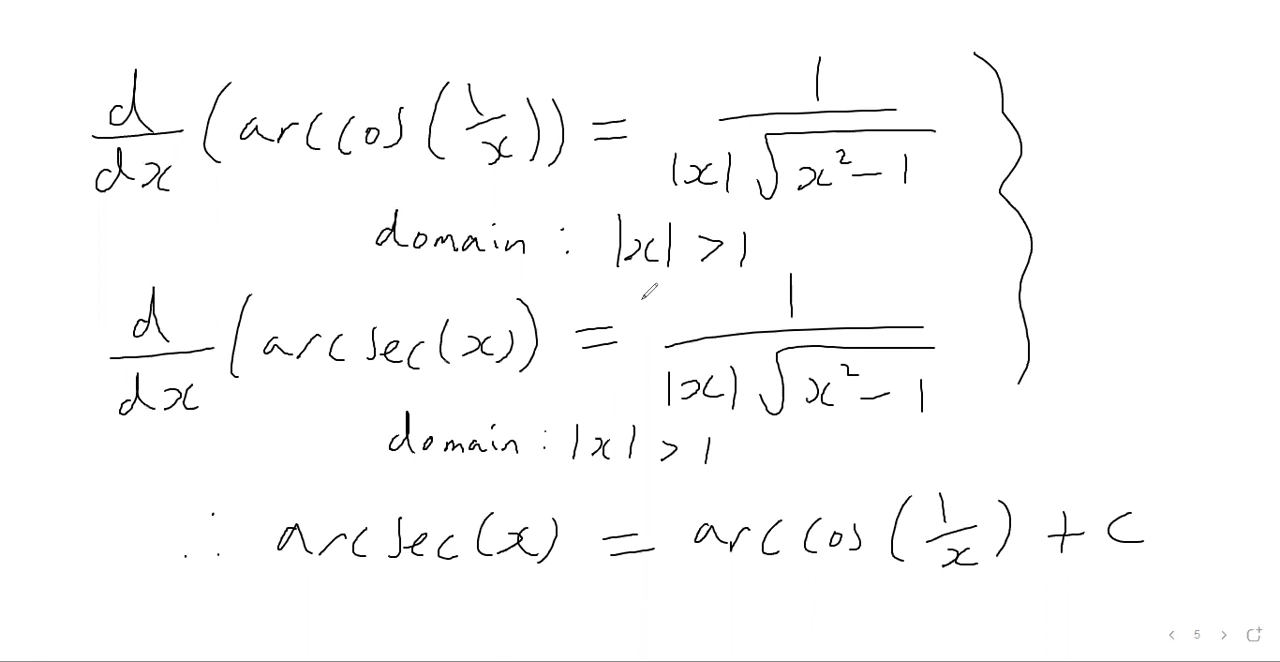 d/dx (arccos(1/x)) = 1/(|x|√(x²-1))
domain : |x| > 1
d/dx (arcsec(x)) = 1/(|x|√(x²-1))
domain : |x| > 1
∴ arcsec(x) = arccos(1/x) + C
< 5 >